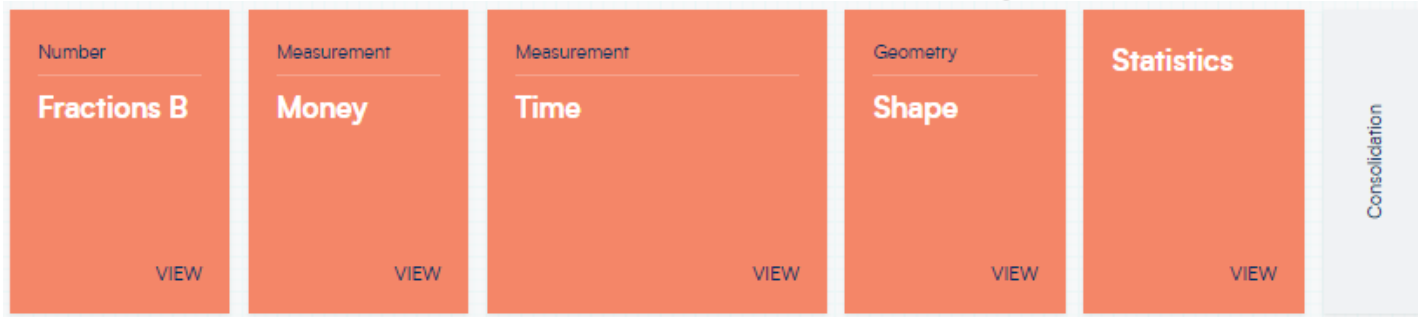 Number
Fractions B
VIEW
Measurement
Money
VIEW
Measurement
Time
VIEW
Geometry
Shape
VIEW
Statistics
VIEW
Consolidation